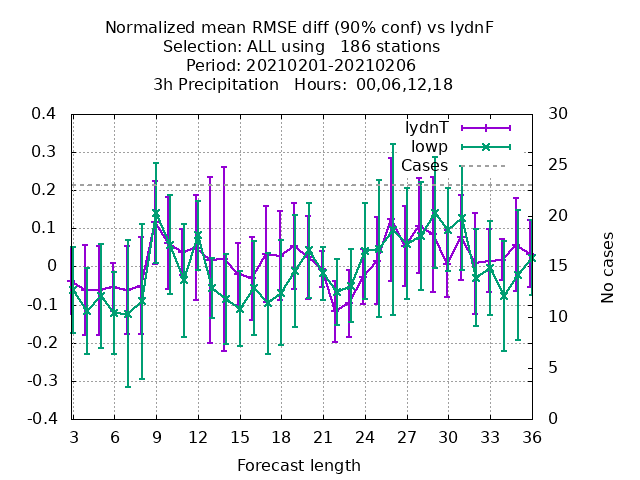 Normalized mean RMSE diff (90% conf) vs lydnF
Selection: ALL using   186 stations
Period: 20210201-20210206
3h Precipitation   Hours: 00,06,12,18
lydnT
lowp
Cases
0.4
0.3
0.2
0.1
0
-0.1
-0.2
-0.3
-0.4
30
25
20
15
10
5
0
No cases
3 6 9 12 15 18 21 24 27 30 33 36
Forecast length